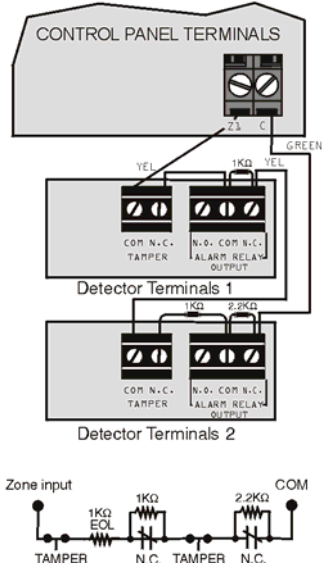 CONTROL PANEL TERMINALS
Z1 C
GREEN
YEL 1KΩ YEL
COM N.C. N.O. COM N.C.
TAMPER ALARM RELAY
OUTPUT
Detector Terminals 1
1KΩ 2.2KΩ
COM N.C. N.O. COM N.C.
TAMPER ALARM RELAY
OUTPUT
Detector Terminals 2
Zone input COM
1KΩ 2.2KΩ
1KΩ
EOL
TAMPER N.C. TAMPER N.C.